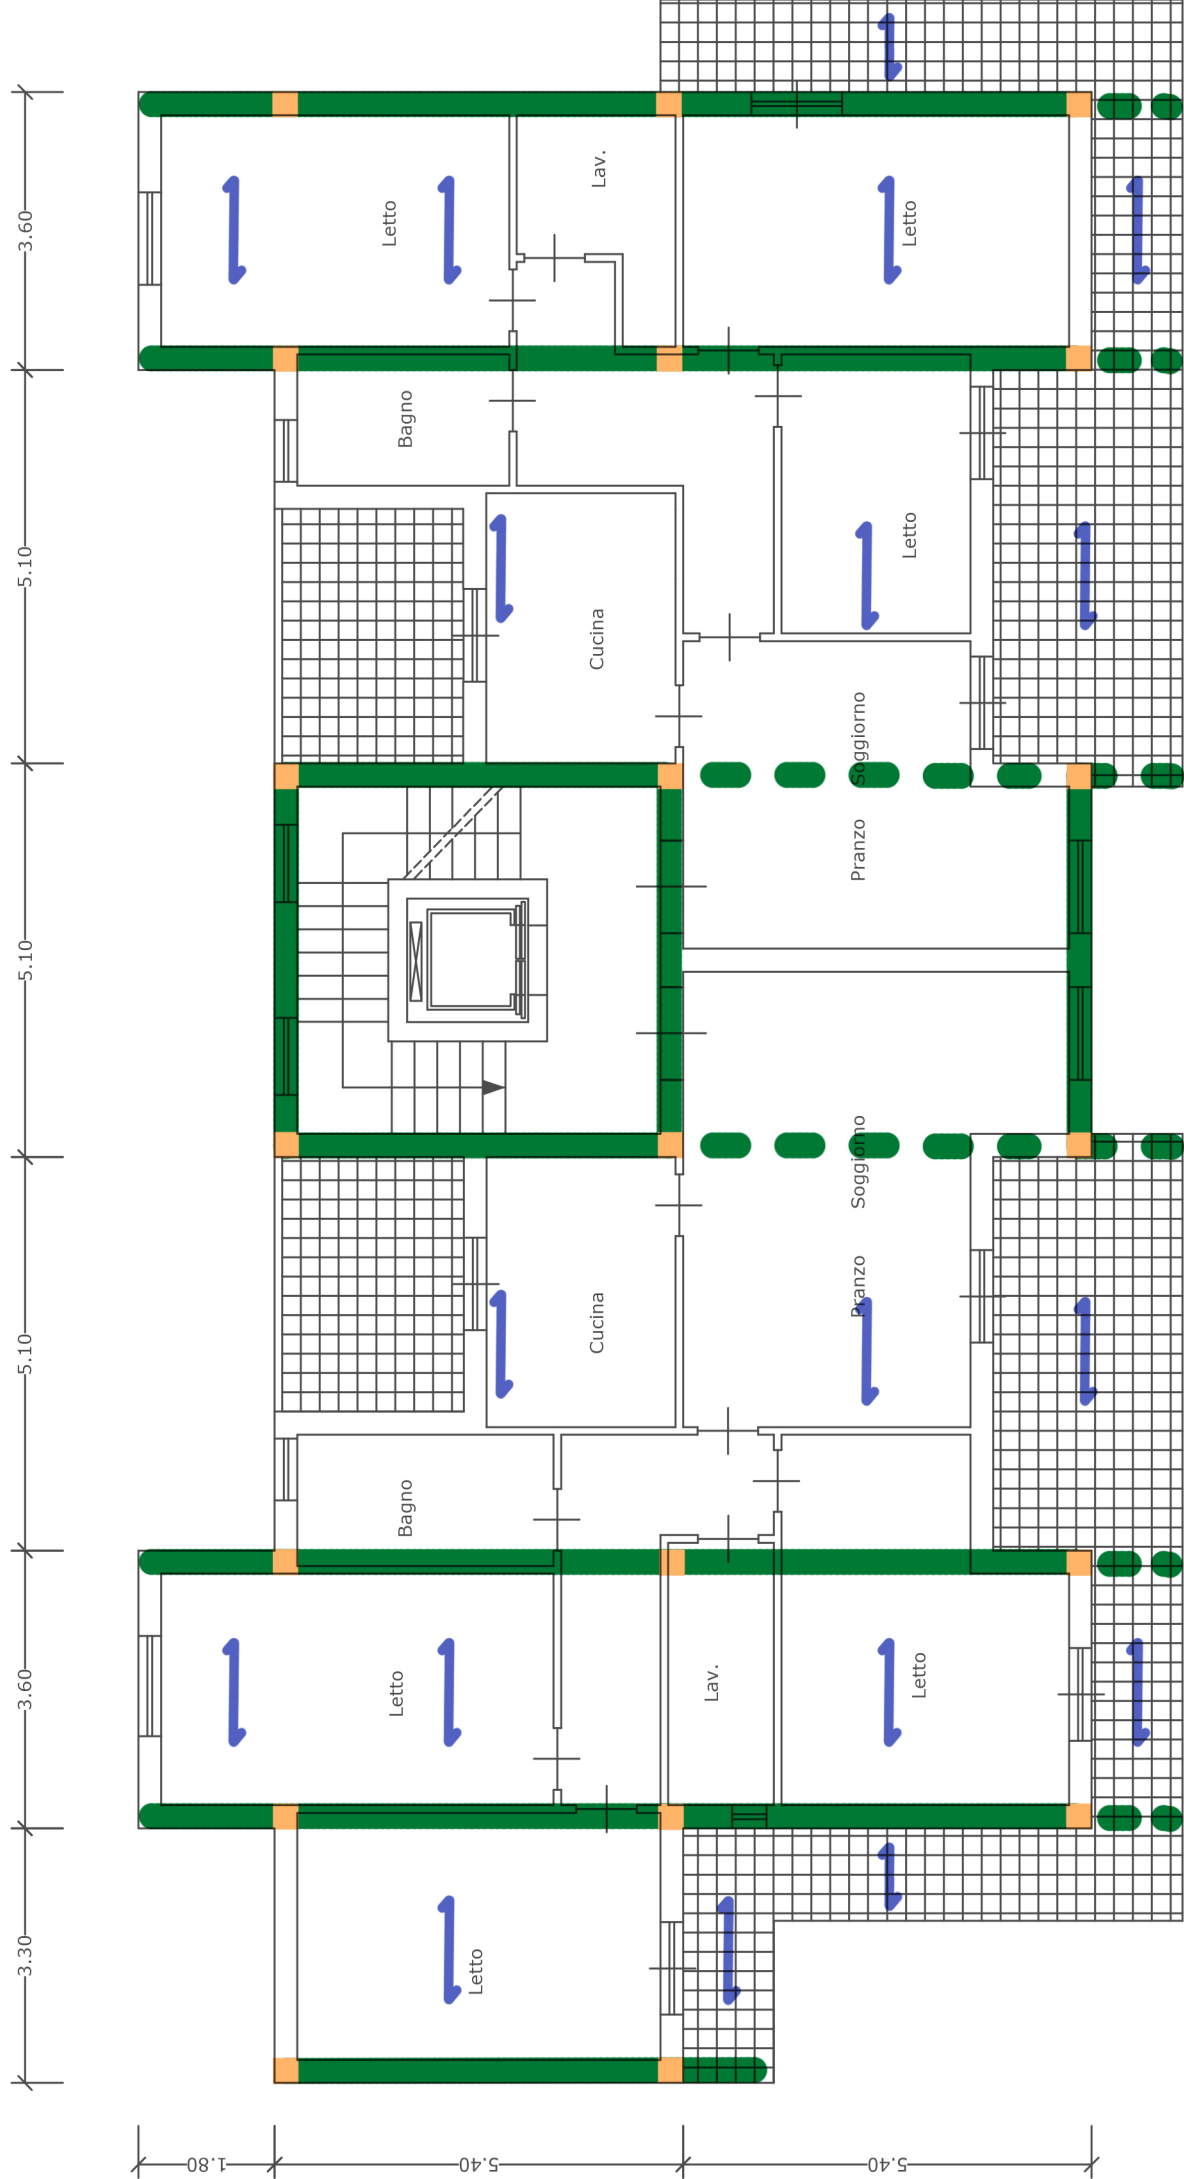 3.60
5.10
5.10
5.10
3.60
3.30
1.80
5.40
5.40
Letto
Lav.
Letto
Bagno
Letto
Cucina
Soggiorno
Pranzo
Soggiorno
Pranzo
Cucina
Bagno
Letto
Lav.
Letto
Letto